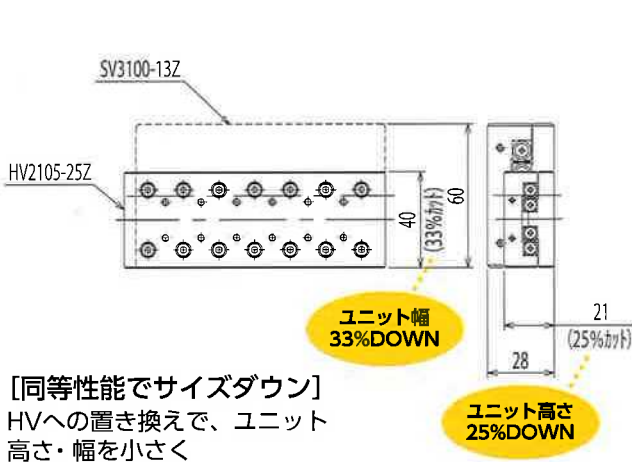 SV3100-13Z
HV2105-25Z
40
(33%カット)
60
ユニット幅
33%DOWN
21
(25%カット)
28
ユニット高さ
25%DOWN
[同等性能でサイズダウン]
HVへの置き換えで、ユニット
高さ・幅を小さく